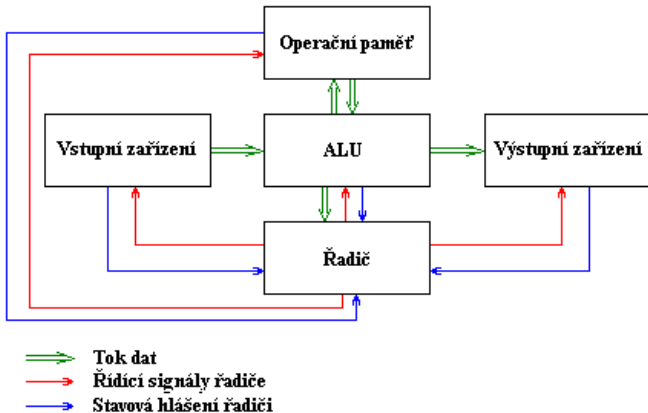 Operační paměť
Vstupní zařízení
ALU
Výstupní zařízení
Řadič
Tok dat
Řídící signály řadiče
Stavová hlášení řadiči